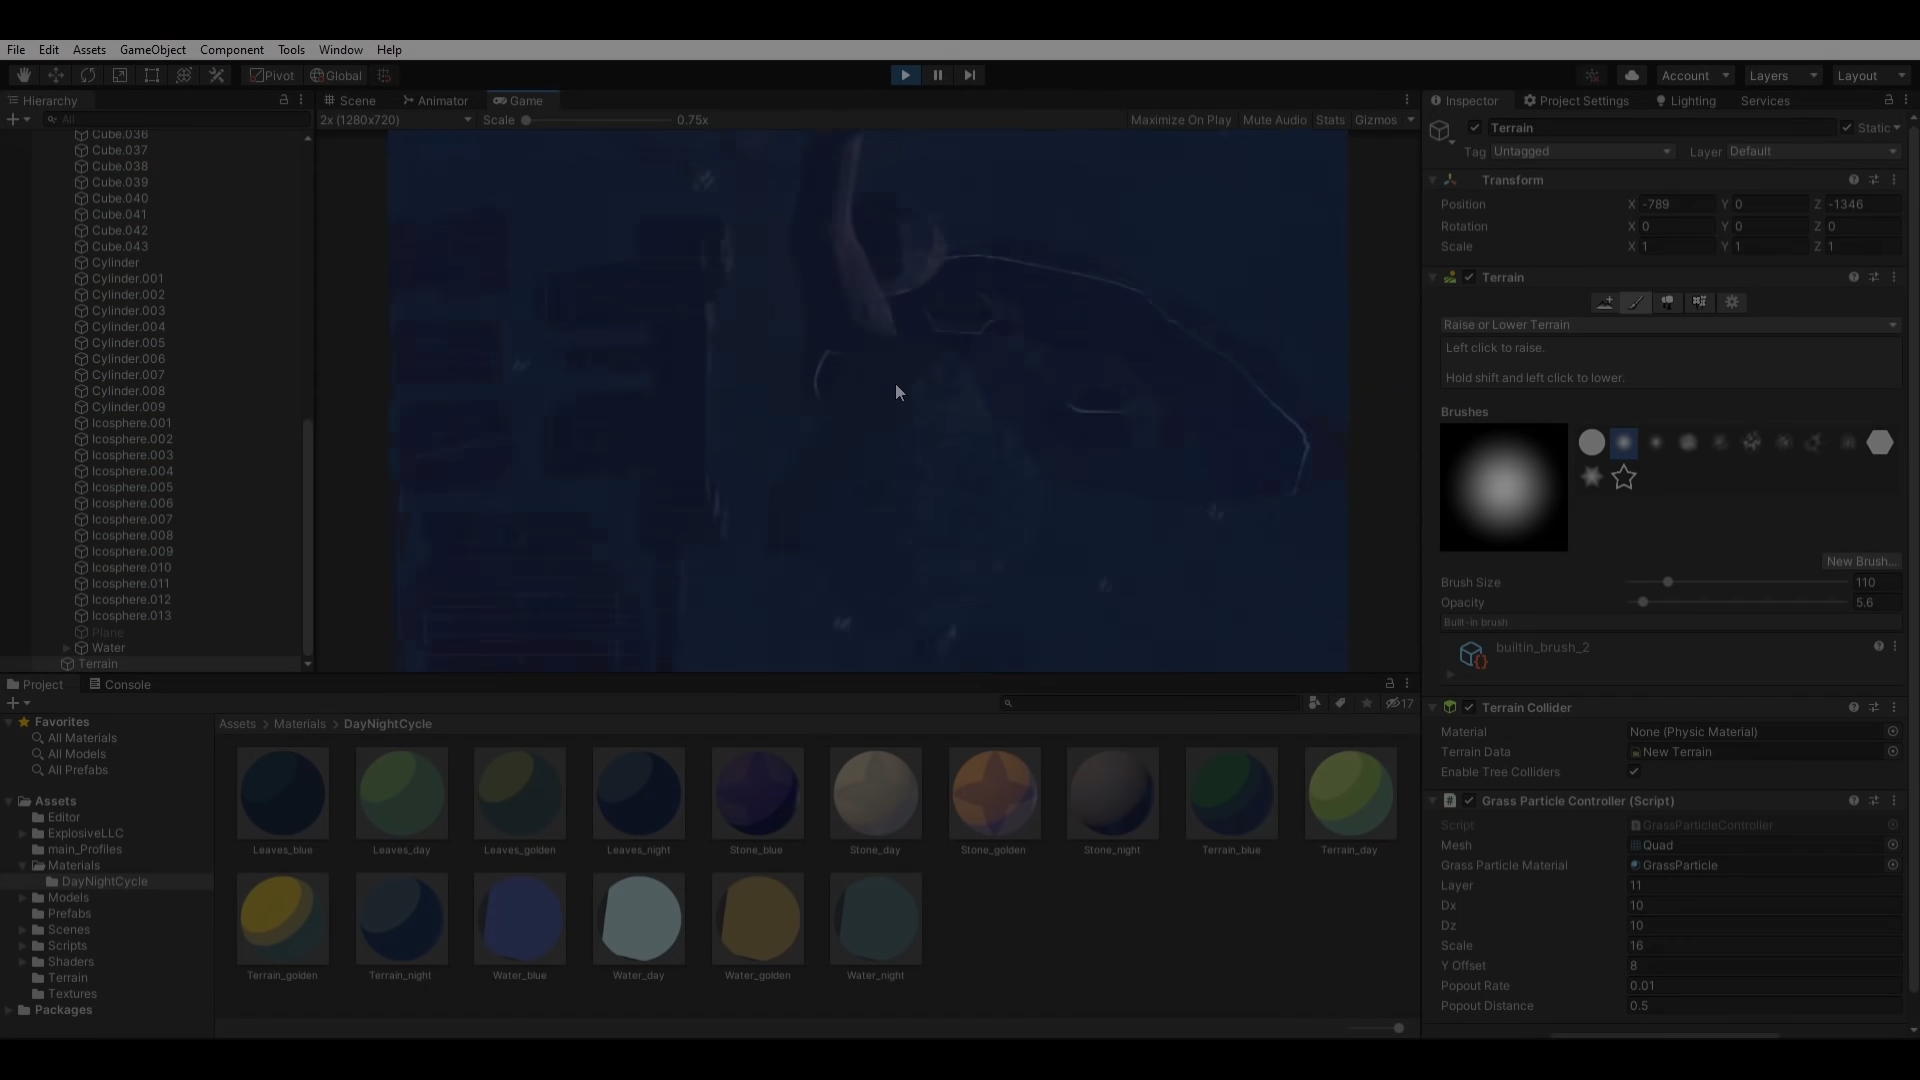 File Edit Assets GameObject Component Tools Window Help
Pivot Global Account Layers Layout
Hierarchy
All
Cube.036
Cube.037
Cube.038
Cube.039
Cube.040
Cube.041
Cube.042
Cube.043
Cylinder
Cylinder.001
Cylinder.002
Cylinder.003
Cylinder.004
Cylinder.005
Cylinder.006
Cylinder.007
Cylinder.008
Cylinder.009
Icosphere.001
Icosphere.002
Icosphere.003
Icosphere.004
Icosphere.005
Icosphere.006
Icosphere.007
Icosphere.008
Icosphere.009
Icosphere.010
Icosphere.011
Icosphere.012
Icosphere.013
Plane
Water
Terrain
Scene Animator Game
2x (1280x720) Scale 0.75x Maximize On Play Mute Audio Stats Gizmos
Inspector Project Settings Lighting Services
Terrain Static
Tag Untagged Layer Default
Transform
Position X -789 Y 0 Z -1346
Rotation X 0 Y 0 Z 0
Scale X 1 Y 1 Z 1
Terrain
Raise or Lower Terrain
Left click to raise.
Hold shift and left click to lower.
Brushes
New Brush...
Brush Size 110
Opacity 5.6
Built-in brush
builtin_brush_2
Terrain Collider
Material None (Physic Material)
Terrain Data New Terrain
Enable Tree Colliders
Grass Particle Controller (Script)
Script GrassParticleController
Mesh Quad
Grass Particle Material GrassParticle
Layer 11
Dx 10
Dz 10
Scale 16
Y Offset 8
Popout Rate 0.01
Popout Distance 0.5
Project Console
17
Favorites
All Materials
All Models
All Prefabs
Assets
Editor
ExplosiveLLC
main_Profiles
Materials
DayNightCycle
Models
Prefabs
Scenes
Scripts
Shaders
Terrain
Textures
Packages
Assets > Materials > DayNightCycle
Leaves_blue Leaves_day Leaves_golden Leaves_night Stone_blue Stone_day Stone_golden Stone_night Terrain_blue Terrain_day
Terrain_golden Terrain_night Water_blue Water_day Water_golden Water_night